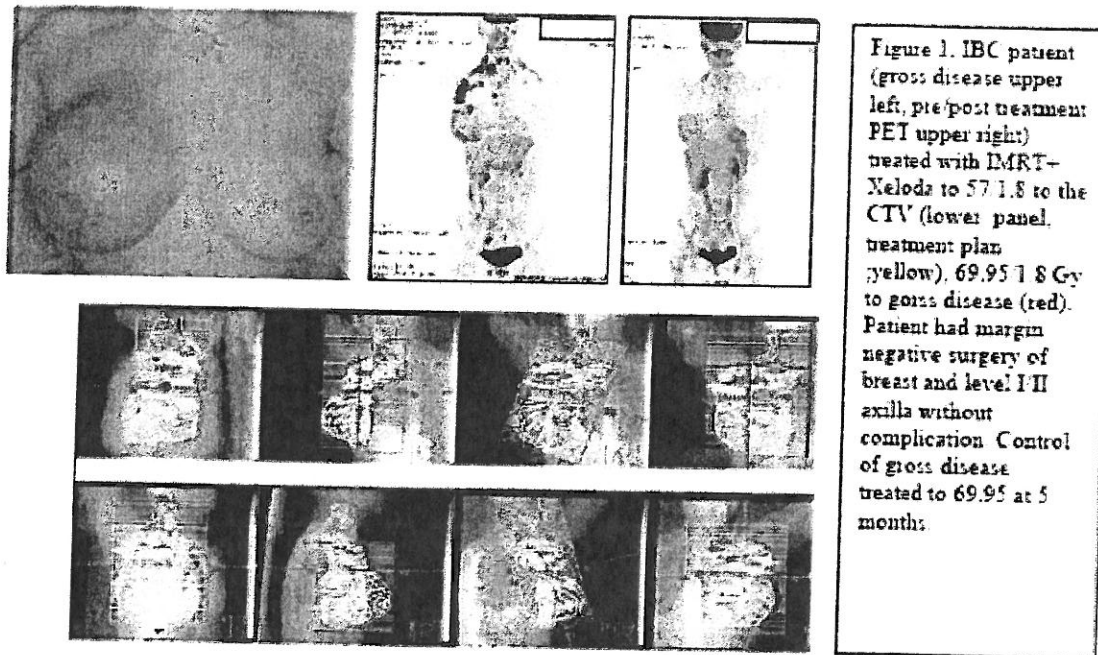 Figure 1. IBC patient
(gross disease upper
left, pre/post treatment
PET upper right)
treated with IMRT+
Xeloda to 57/1.8 to the
CTV (lower panel,
treatment plan
;yellow), 69.95/1.8 Gy
to gorss disease (red).
Patient had margin
negative surgery of
breast and level I/II
axilla without
complication. Control
of gross disease
treated to 69.95 at 5
months.